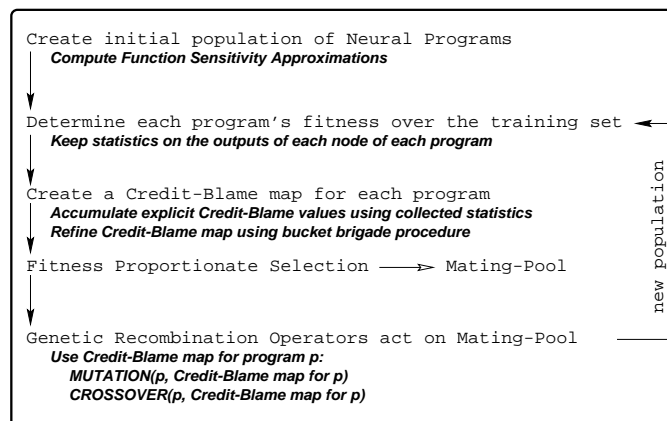 Create initial population of Neural Programs
Compute Function Sensitivity Approximations
Determine each program's fitness over the training set
Keep statistics on the outputs of each node of each program
Create a Credit-Blame map for each program
Accumulate explicit Credit-Blame values using collected statistics
Refine Credit-Blame map using bucket brigade procedure
Fitness Proportionate Selection
Mating-Pool
Genetic Recombination Operators act on Mating-Pool
Use Credit-Blame map for program p:
MUTATION(p, Credit-Blame map for p)
CROSSOVER(p, Credit-Blame map for p)
new population